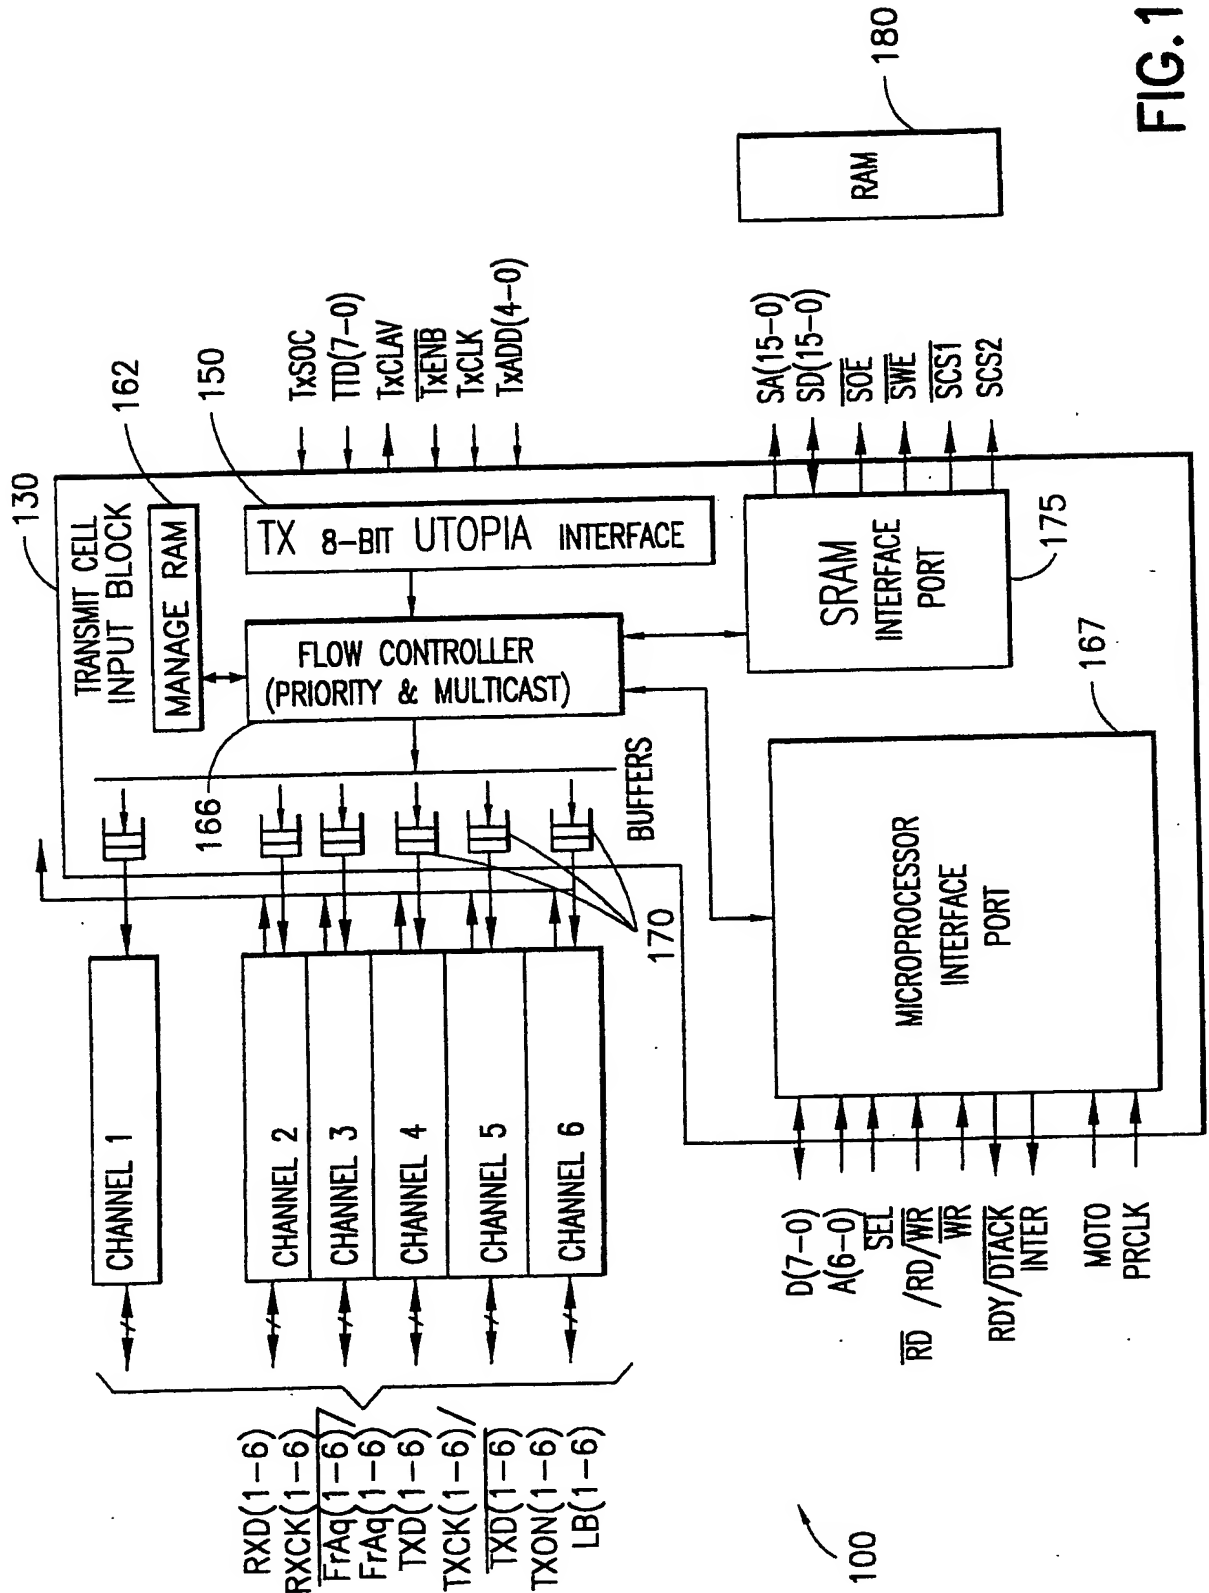 130
TRANSMIT CELL
INPUT BLOCK
162
MANAGE RAM
150
TX 8-BIT UTOPIA INTERFACE
TxSOC
TTD(7-0)
TxCLAV
TxENB
TxCLK
TxADD(4-0)
FLOW CONTROLLER
(PRIORITY & MULTICAST)
166
BUFFERS
170
CHANNEL 1
CHANNEL 2
CHANNEL 3
CHANNEL 4
CHANNEL 5
CHANNEL 6
RXD(1-6)
RXCK(1-6)
FrAq(1-6)/
FrAq(1-6)
TXD(1-6)
TXCK(1-6)/
TXD(1-6)
TXON(1-6)
LB(1-6)
SA(15-0)
SD(15-0)
SOE
SWE
SCS1
SCS2
SRAM
INTERFACE
PORT
175
RAM
180
167
MICROPROCESSOR
INTERFACE
PORT
D(7-0)
A(6-0)
SEL
RD /RD/WR
WR
RDY/DTACK
INTER
MOTO
PRCLK
100
FIG.1